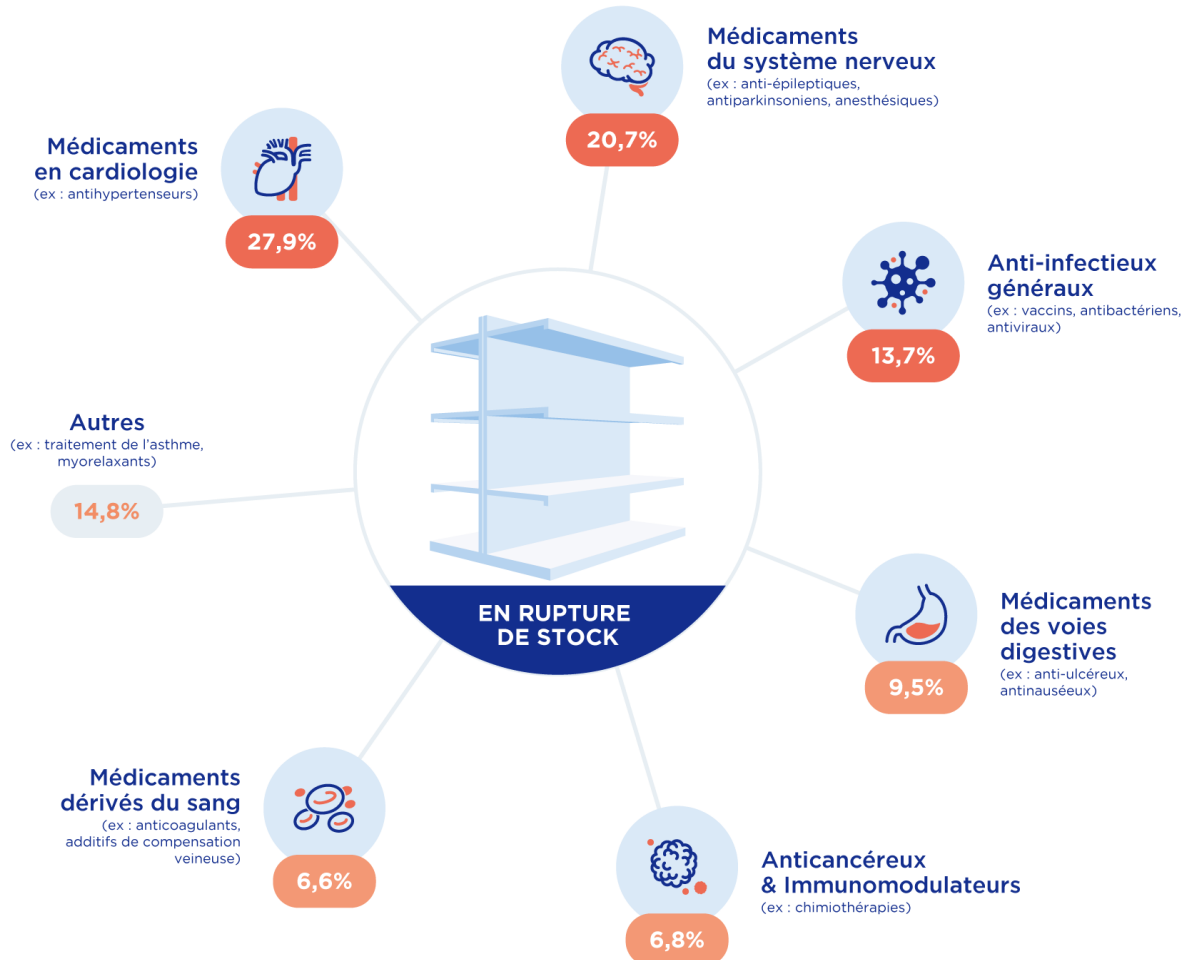 Médicaments
du système nerveux
(ex : anti-épileptiques,
antiparkinsoniens, anesthésiques)
20,7%
Médicaments
en cardiologie
(ex : antihypertenseurs)
27,9%
Anti-infectieux
généraux
(ex : vaccins, antibactériens,
antiviraux)
13,7%
Autres
(ex : traitement de l’asthme,
myorelaxants)
14,8%
EN RUPTURE
DE STOCK
Médicaments
des voies
digestives
(ex : anti-ulcéreux,
antinauséeux)
9,5%
Médicaments
dérivés du sang
(ex : anticoagulants,
additifs de compensation
veineuse)
6,6%
Anticancéreux
& Immunomodulateurs
(ex : chimiothérapies)
6,8%